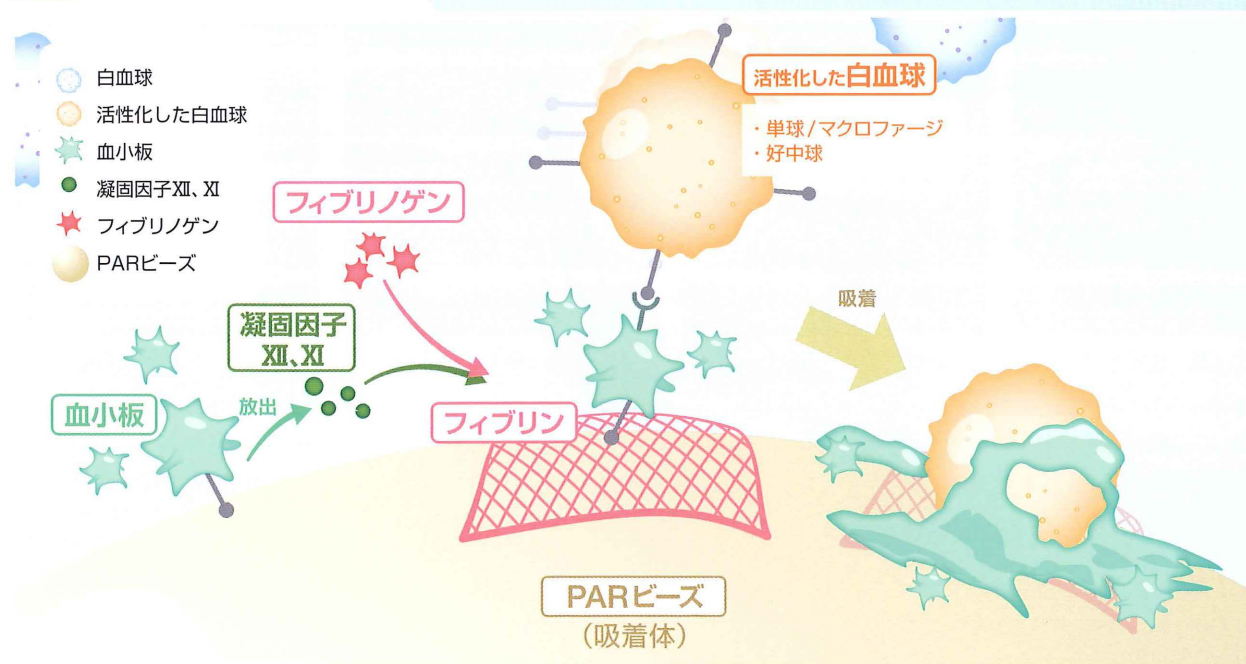 白血球
活性化した白血球
血小板
凝固因子Ⅻ、Ⅺ
フィブリノゲン
PARビーズ
活性化した白血球
・単球/マクロファージ
・好中球
フィブリノゲン
凝固因子
Ⅻ、Ⅺ
吸着
血小板
放出
フィブリン
PARビーズ
(吸着体)